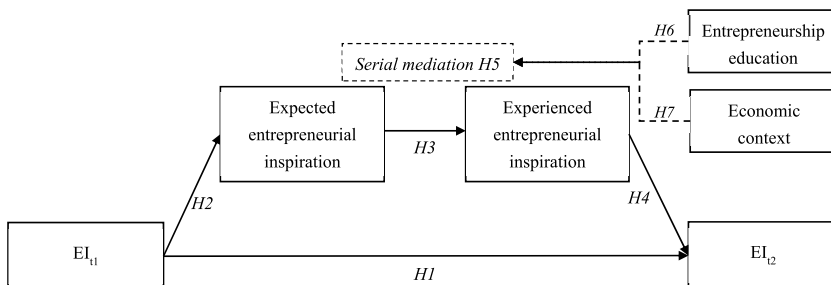 H6
Entrepreneurship
education
Serial mediation H5
H7
Economic
context
Expected
entrepreneurial
inspiration
H3
Experienced
entrepreneurial
inspiration
H2
H4
EIt1
H1
EIt2